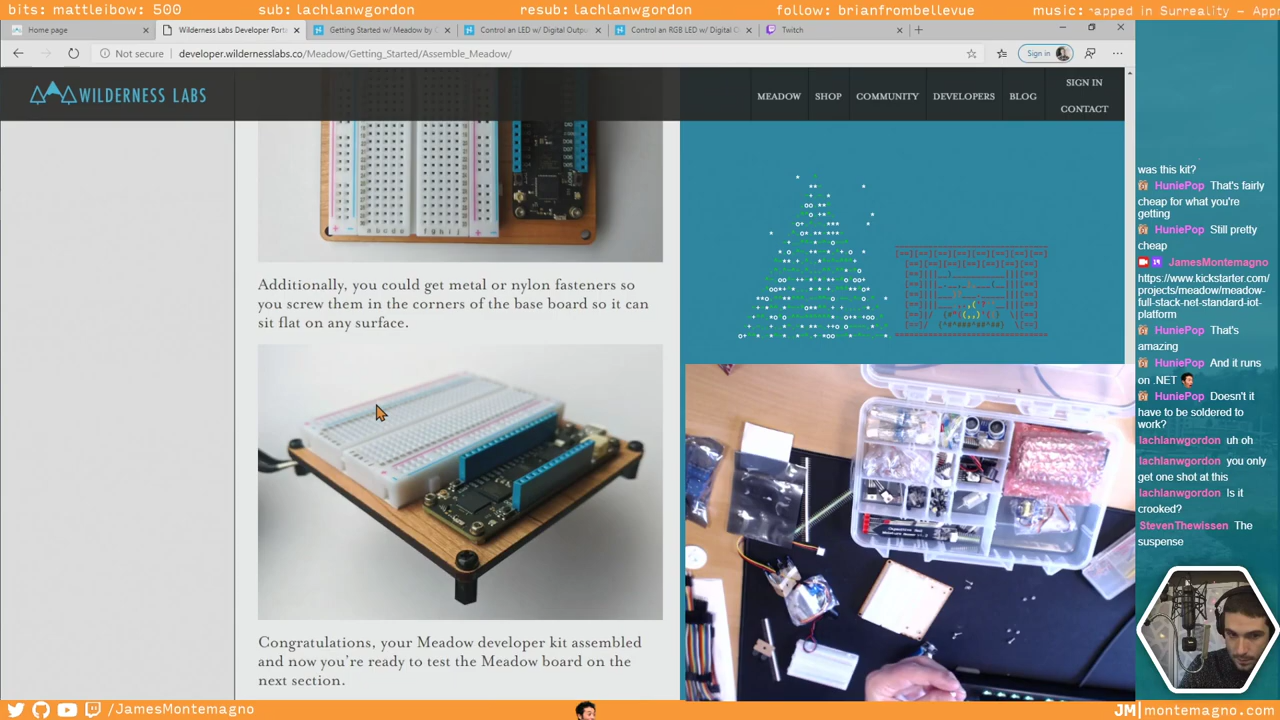 bits: mattleibow: 500
sub: lachlanwgordon
resub: lachlanwgordon
follow: brianfrombellevue
music: rapped in Surreality - Appr
Home page
Wilderness Labs Developer Port
Getting Started w/ Meadow by D
Control an LED w/ Digital Outpu
Control an RGB LED w/ Digital O
Twitch
Not secure
developer.wildernesslabs.co/Meadow/Getting_Started/Assemble_Meadow/
Sign in
WILDERNESS LABS
MEADOW
SHOP
COMMUNITY
DEVELOPERS
BLOG
SIGN IN
CONTACT
Additionally, you could get metal or nylon fasteners so
you screw them in the corners of the base board so it can
sit flat on any surface.
Congratulations, your Meadow developer kit assembled
and now you're ready to test the Meadow board on the
next section.
was this kit?
HuniePop That's fairly
cheap for what you're
getting
HuniePop Still pretty
cheap
JamesMontemagno
https://www.kickstarter.com/
projects/meadow/meadow-
full-stack-net-standard-iot-
platform
HuniePop That's
amazing
HuniePop And it runs
on .NET
HuniePop Doesn't it
have to be soldered to
work?
lachlanwgordon uh oh
lachlanwgordon you only
get one shot at this
lachlanwgordon Is it
crooked?
StevenThewissen The
suspense
/JamesMontemagno
JM
montemagno.com